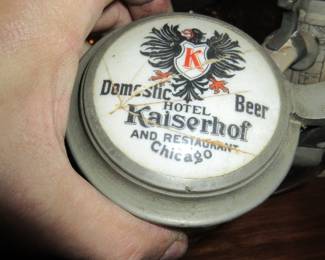 K
Domestic Beer
HOTEL
Kaiserhof
AND RESTAURANT
Chicago